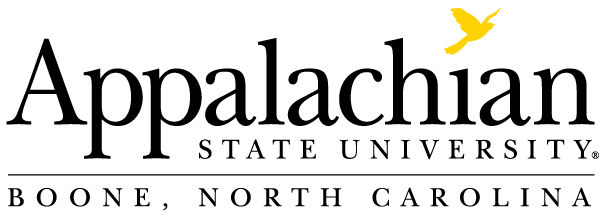 Appalachian
STATE UNIVERSITY®
BOONE, NORTH CAROLINA